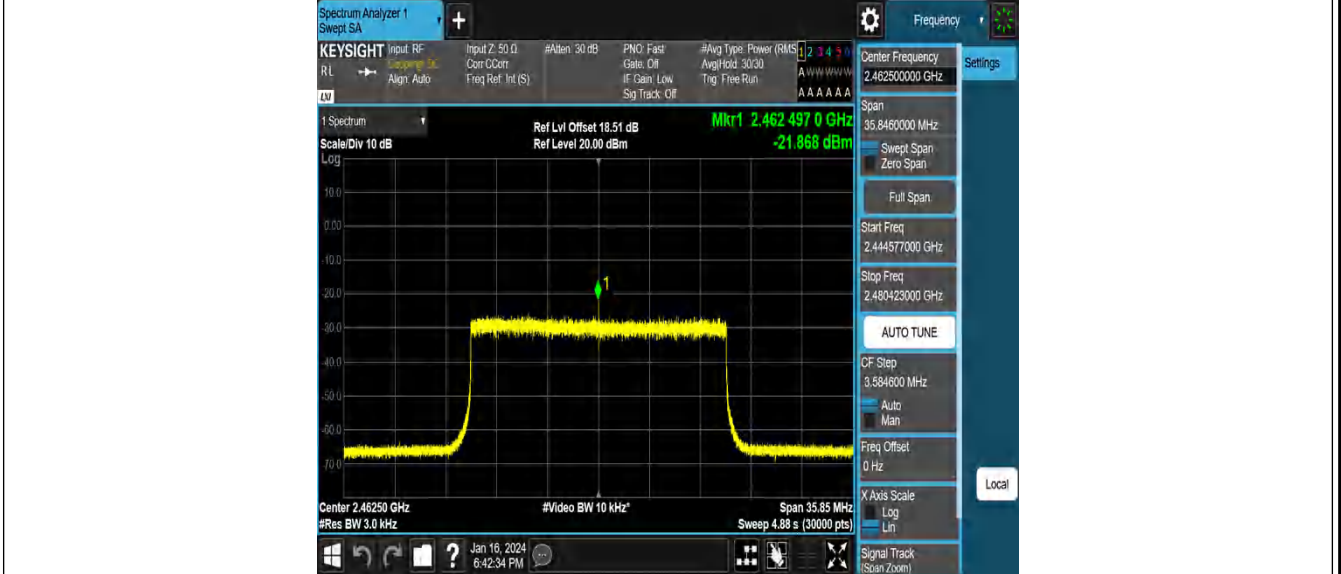 Spectrum Analyzer 1
Swept SA
+
Frequency
KEYSIGHT
RL
LXI
Input: RF
Coupling: DC
Align: Auto
Input Z: 50 Ω
Corr CCorr
Freq Ref: Int (S)
#Atten: 30 dB
PNO: Fast
Gate: Off
IF Gain: Low
Sig Track: Off
#Avg Type: Power (RMS
Avg|Hold: 30/30
Trig: Free Run
1 2 3 4 5 6
A W W W W W
A A A A A A
1 Spectrum
Scale/Div 10 dB
Log
Ref Lvl Offset 18.51 dB
Ref Level 20.00 dBm
Mkr1 2.462 497 0 GHz
-21.868 dBm
10.0
0.00
-10.0
-20.0
-30.0
-40.0
-50.0
-60.0
-70.0
1
Center 2.46250 GHz
#Res BW 3.0 kHz
#Video BW 10 kHz*
Span 35.85 MHz
Sweep 4.88 s (30000 pts)
Center Frequency
2.462500000 GHz
Settings
Span
35.8460000 MHz
Swept Span
Zero Span
Full Span
Start Freq
2.444577000 GHz
Stop Freq
2.480423000 GHz
AUTO TUNE
CF Step
3.584600 MHz
Auto
Man
Freq Offset
0 Hz
X Axis Scale
Log
Lin
Local
Signal Track
(Span Zoom)
?
Jan 16, 2024
6:42:34 PM